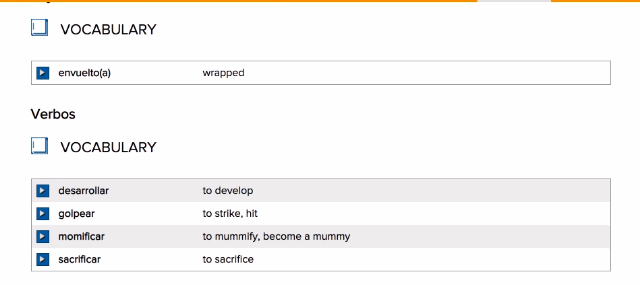 VOCABULARY
envuelto(a) wrapped
Verbos
VOCABULARY
desarrollar to develop
golpear to strike, hit
momificar to mummify, become a mummy
sacrificar to sacrifice